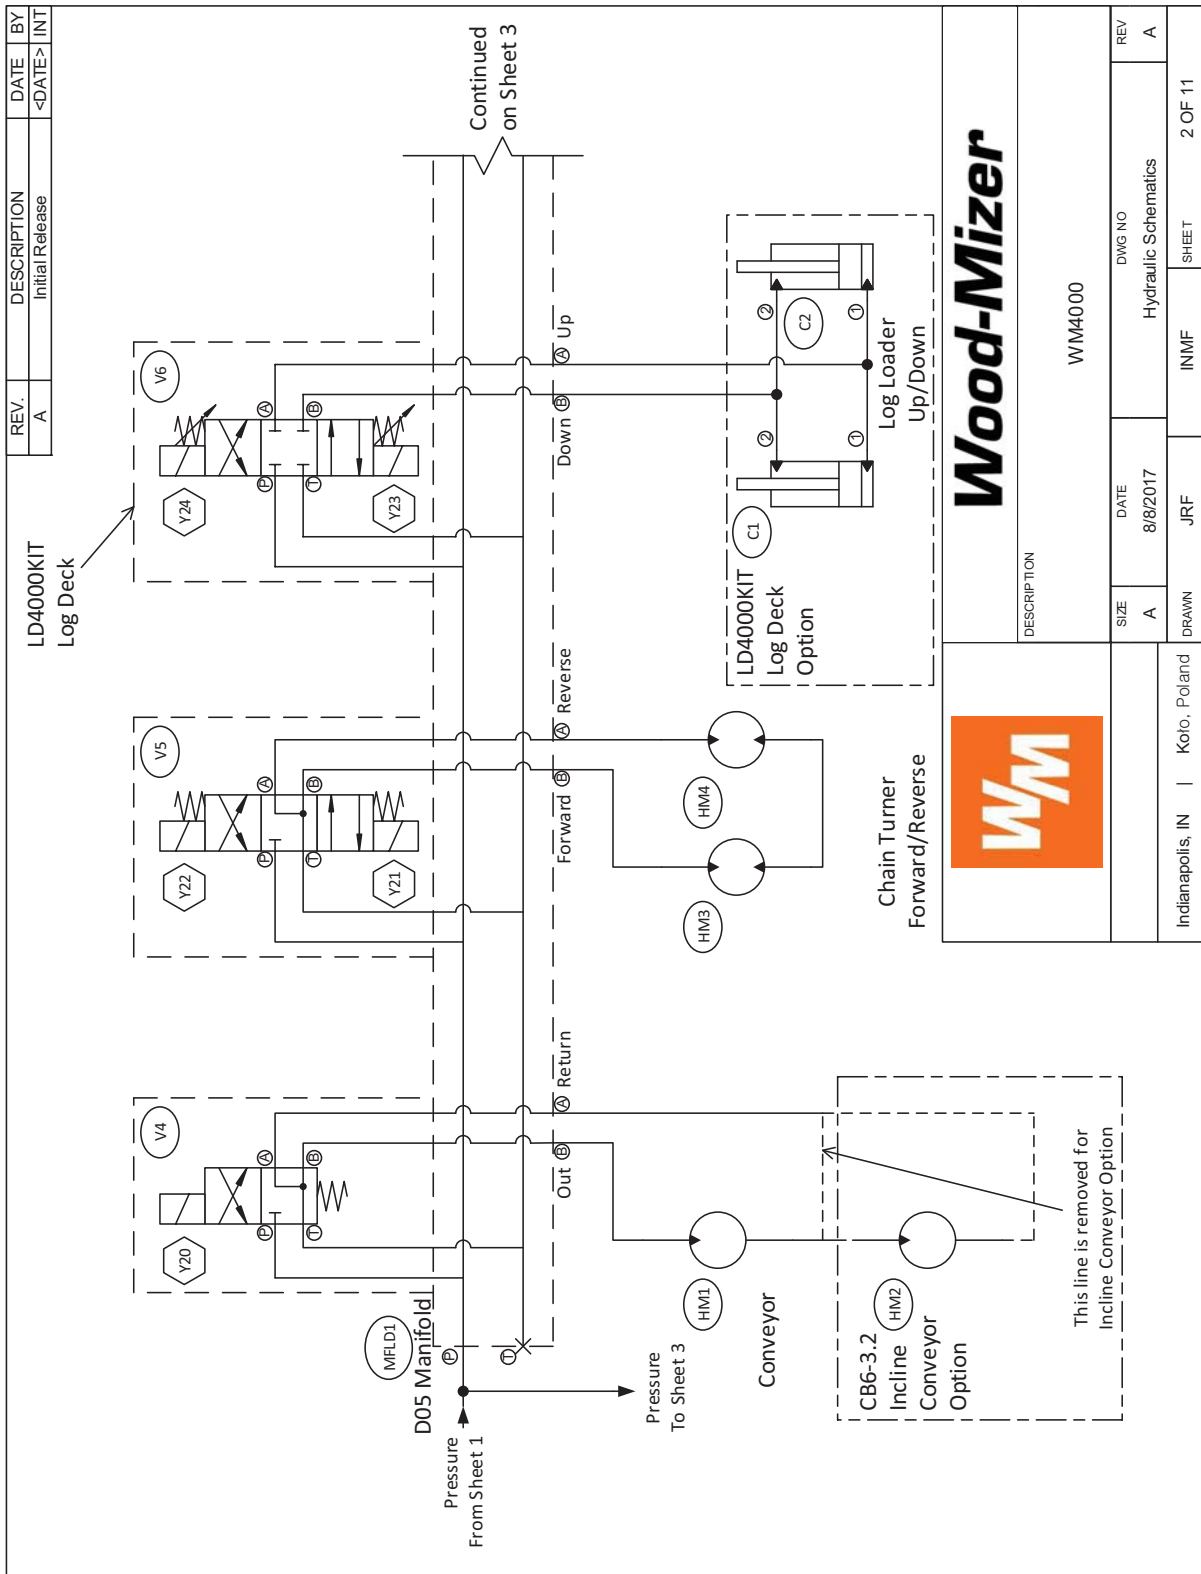 REV.
DESCRIPTION
DATE
BY
A
Initial Release
<DATE>
INT
LD4000KIT
Log Deck
V4
Y20
A
B
P
T
V5
Y22
Y21
A
B
P
T
V6
Y24
Y23
A
B
P
T
MFLD1
D05 Manifold
P
T
Pressure
From Sheet 1
Pressure
To Sheet 3
Continued
on Sheet 3
Out
B
A
Return
Forward
B
A
Reverse
Down
B
A
Up
HM1
Conveyor
CB6-3.2
Incline
Conveyor
Option
HM2
This line is removed for
Incline Conveyor Option
HM3
HM4
Chain Turner
Forward/Reverse
LD4000KIT
Log Deck
Option
C1
C2
2
2
1
1
Log Loader
Up/Down
WM
Wood-Mizer
Indianapolis, IN | Koło, Poland
DESCRIPTION
WM4000
SIZE
A
DATE
8/8/2017
DWG NO
Hydraulic Schematics
REV
A
DRAWN
JRF
INMF
SHEET
2 OF 11